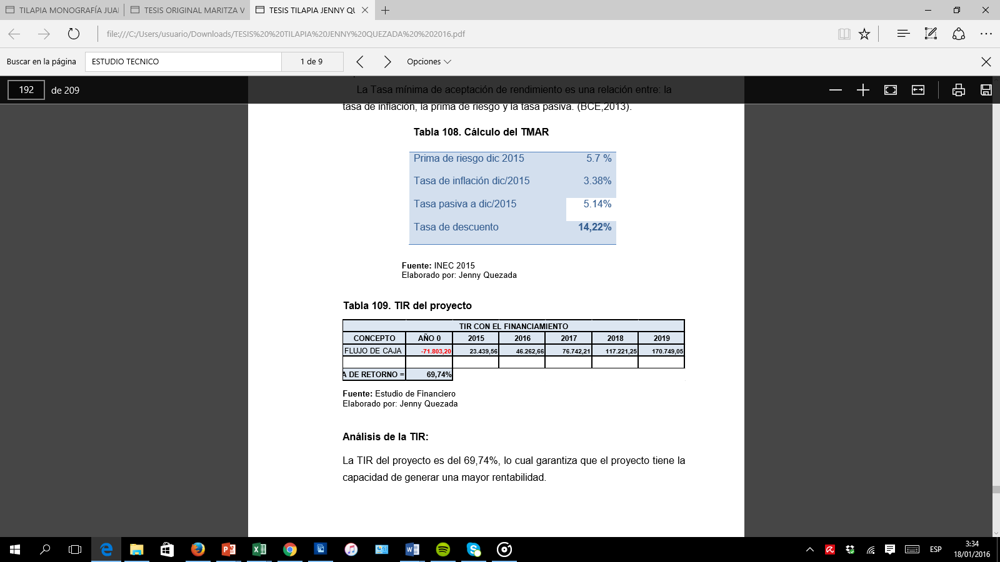 TILAPIA MONOGRAFÍA JUAI
TESIS ORIGINAL MARITZA V
TESIS TILAPIA JENNY QU
file:///C:/Users/usuario/Downloads/TESIS%20%20TILAPIA%20JENNY%20QUEZADA%20%202016.pdf
Buscar en la página
ESTUDIO TECNICO
1 de 9
Opciones
192 de 209
La Tasa mínima de aceptación de rendimiento es una relación entre: la
tasa de inflación, la prima de riesgo y la tasa pasiva. (BCE,2013).
Tabla 108. Cálculo del TMAR
Prima de riesgo dic 2015 5.7 %
Tasa de inflación dic/2015 3.38%
Tasa pasiva a dic/2015 5.14%
Tasa de descuento 14,22%
Fuente: INEC 2015
Elaborado por: Jenny Quezada
Tabla 109. TIR del proyecto
TIR CON EL FINANCIAMIENTO
CONCEPTO AÑO 0 2015 2016 2017 2018 2019
FLUJO DE CAJA -71.803,20 23.439,56 46.262,66 76.742,21 117.221,25 170.749,05
A DE RETORNO = 69,74%
Fuente: Estudio de Financiero
Elaborado por: Jenny Quezada
Análisis de la TIR:
La TIR del proyecto es del 69,74%, lo cual garantiza que el proyecto tiene la
capacidad de generar una mayor rentabilidad.
ESP
3:34
18/01/2016